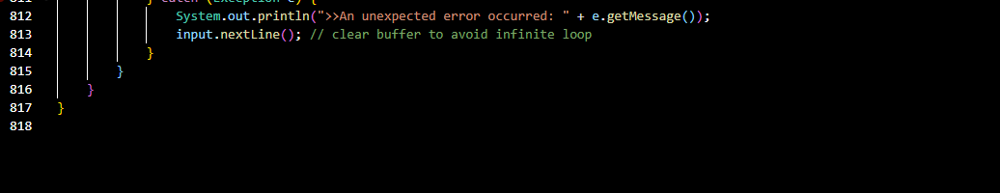 811 } catch (Exception e) {
812 System.out.println(">>An unexpected error occurred: " + e.getMessage());
813 input.nextLine(); // clear buffer to avoid infinite loop
814 }
815 }
816 }
817 }
818